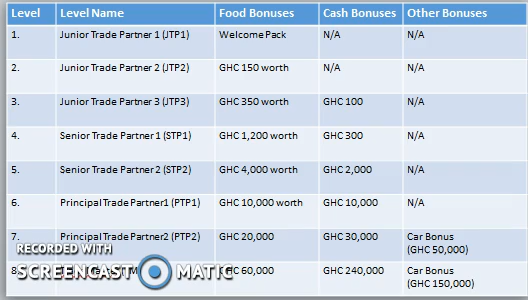 Level Level Name Food Bonuses Cash Bonuses Other Bonuses
1. Junior Trade Partner 1 (JTP1) Welcome Pack N/A N/A
2. Junior Trade Partner 2 (JTP2) GHC 150 worth N/A N/A
3. Junior Trade Partner 3 (JTP3) GHC 350 worth GHC 100 N/A
4. Senior Trade Partner 1 (STP1) GHC 1,200 worth GHC 300 N/A
5. Senior Trade Partner 2 (STP2) GHC 4,000 worth GHC 2,000 N/A
6. Principal Trade Partner1 (PTP1) GHC 10,000 worth GHC 10,000 N/A
7. Principal Trade Partner2 (PTP2) GHC 20,000 GHC 30,000 Car Bonus
(GHC 50,000)
RECORDED WITH
8. GHC 60,000 GHC 240,000 Car Bonus
(GHC 150,000)
SCREENCAST MATIC